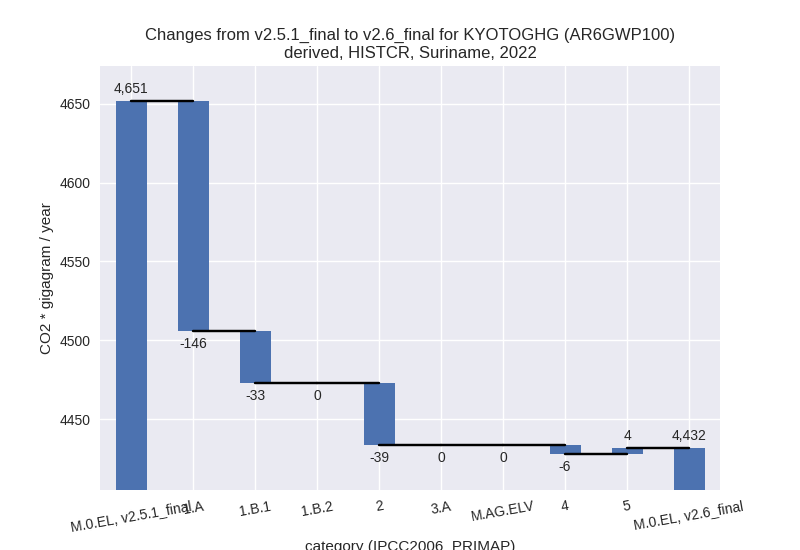 Changes from v2.5.1_final to v2.6_final for KYOTOGHG (AR6GWP100)
derived, HISTCR, Suriname, 2022
CO2 * gigagram / year
4650
4600
4550
4500
4450
4,651
-146
-33
0
-39
0
0
-6
4
4,432
M.0.EL, v2.5.1_final
1.A
1.B.1
1.B.2
2
3.A
M.AG.ELV
4
5
M.0.EL, v2.6_final
category (IPCC2006_PRIMAP)